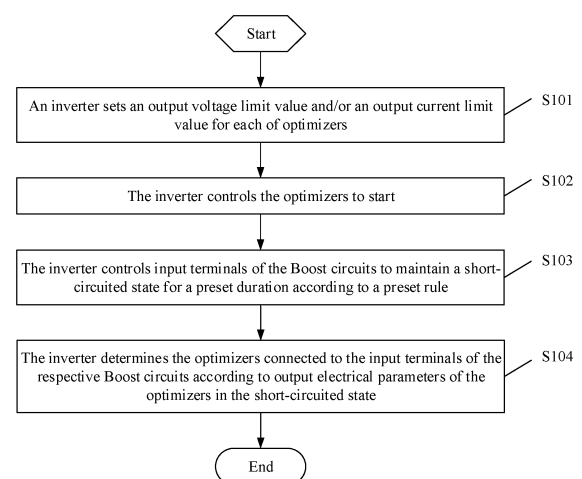 Start
An inverter sets an output voltage limit value and/or an output current limit
value for each of optimizers
S101
The inverter controls the optimizers to start
S102
The inverter controls input terminals of the Boost circuits to maintain a short-
circuited state for a preset duration according to a preset rule
S103
The inverter determines the optimizers connected to the input terminals of the
respective Boost circuits according to output electrical parameters of the
optimizers in the short-circuited state
S104
End